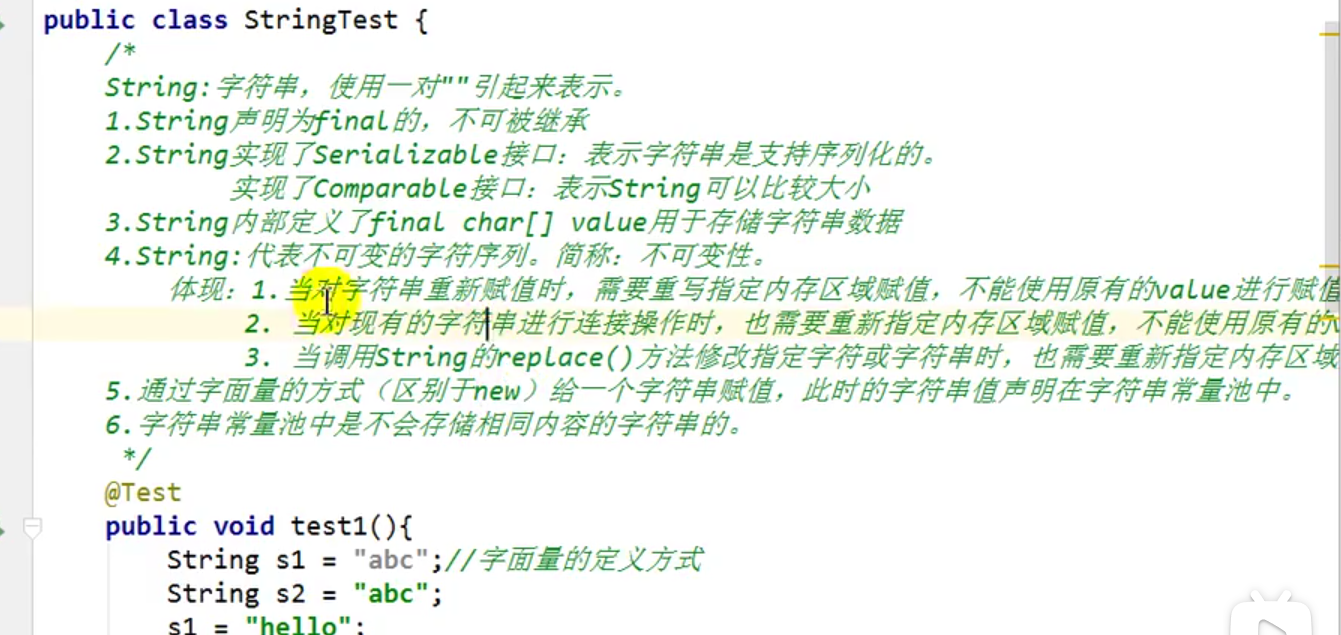 public class StringTest {
/*
String:字符串，使用一对""引起来表示。
1.String声明为final的，不可被继承
2.String实现了Serializable接口：表示字符串是支持序列化的。
实现了Comparable接口：表示String可以比较大小
3.String内部定义了final char[] value用于存储字符串数据
4.String:代表不可变的字符序列。简称：不可变性。
体现：1.当对字符串重新赋值时，需要重写指定内存区域赋值，不能使用原有的value进行赋值
2. 当对现有的字符串进行连接操作时，也需要重新指定内存区域赋值，不能使用原有的
3. 当调用String的replace()方法修改指定字符或字符串时，也需要重新指定内存区域
5.通过字面量的方式（区别于new）给一个字符串赋值，此时的字符串值声明在字符串常量池中。
6.字符串常量池中是不会存储相同内容的字符串的。
*/
@Test
public void test1(){
String s1 = "abc";//字面量的定义方式
String s2 = "abc";
s1 = "hello";